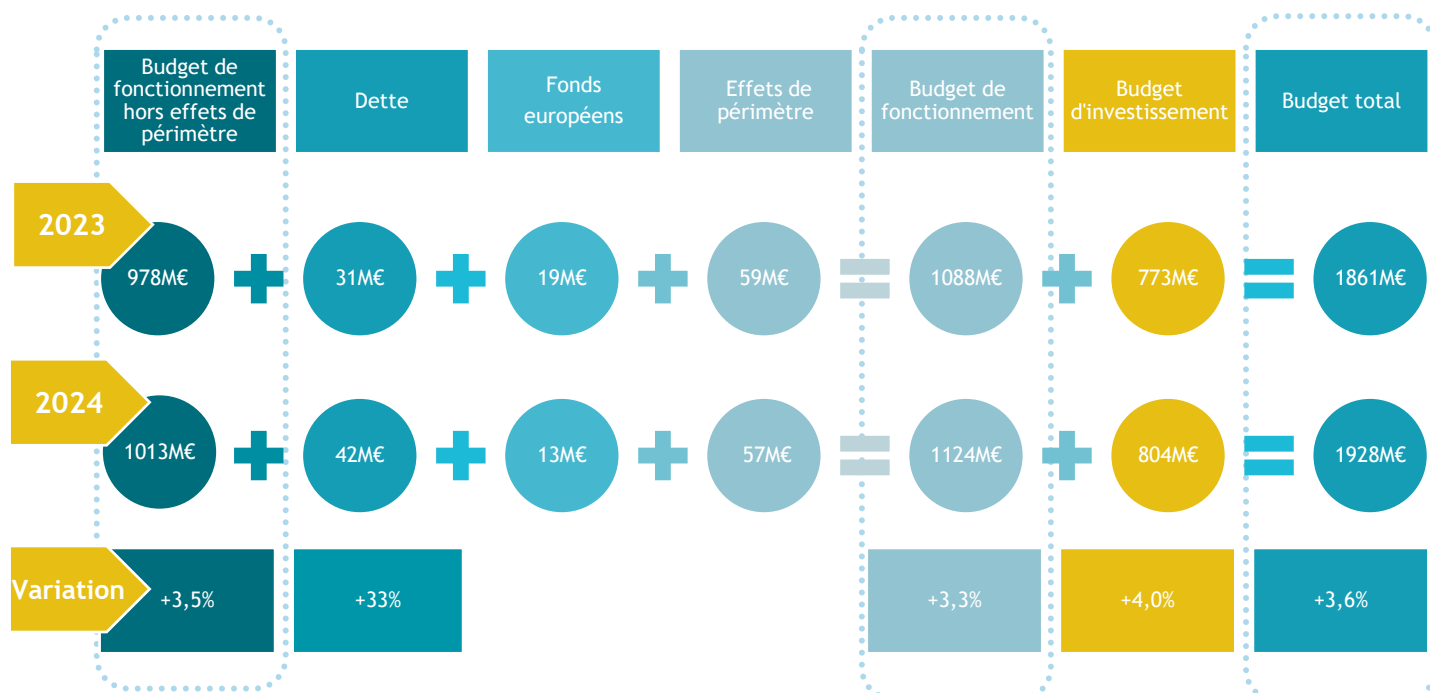 Budget de
fonctionnement
hors effets de
périmètre
Dette
Fonds
européens
Effets de
périmètre
Budget de
fonctionnement
Budget
d'investissement
Budget total
2023
978M€
31M€
19M€
59M€
1088M€
773M€
1861M€
2024
1013M€
42M€
13M€
57M€
1124M€
804M€
1928M€
Variation
+3,5%
+33%
+3,3%
+4,0%
+3,6%